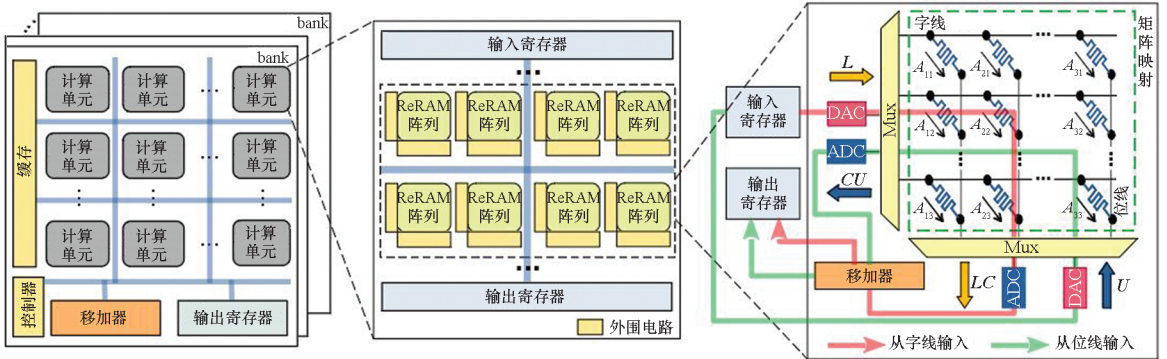 bank
bank
缓存
计算
单元
计算
单元
...
计算
单元
计算
单元
计算
单元
...
计算
单元
...
...
...
计算
单元
计算
单元
...
计算
单元
控制器
移加器
输出寄存器
输入寄存器
...
ReRAM
阵列
ReRAM
阵列
ReRAM
阵列
ReRAM
阵列
ReRAM
阵列
ReRAM
阵列
ReRAM
阵列
ReRAM
阵列
...
输出寄存器
外围电路
输入
寄存器
输出
寄存器
移加器
L
DAC
ADC
CU
Mux
字线
矩阵映射
A11
A21
A31
A12
A22
A32
A13
A23
A33
位线
Mux
LC
ADC
DAC
U
从字线输入
从位线输入